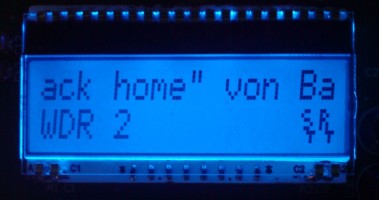 ack home" von Ba
WDR 2